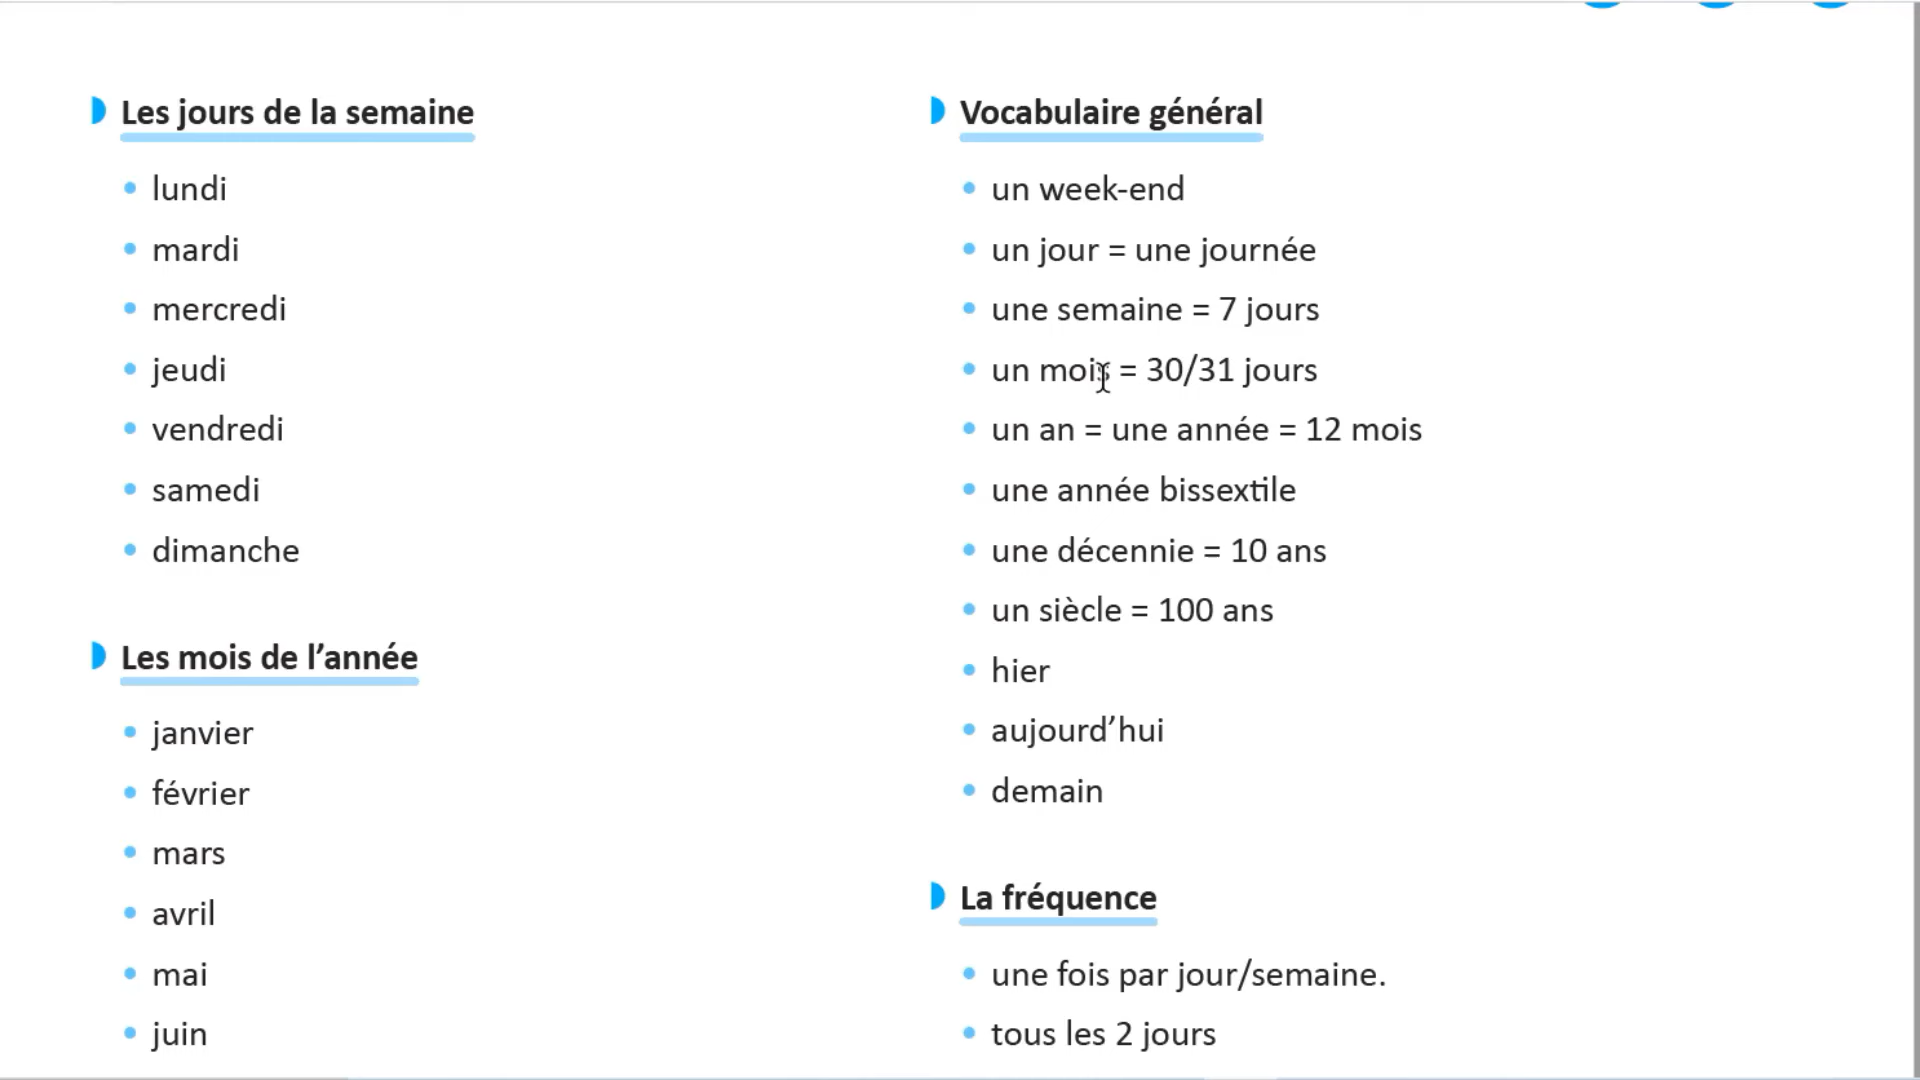 Les jours de la semaine
lundi
mardi
mercredi
jeudi
vendredi
samedi
dimanche
Les mois de l’année
janvier
février
mars
avril
mai
juin
Vocabulaire général
un week-end
un jour = une journée
une semaine = 7 jours
un mois = 30/31 jours
un an = une année = 12 mois
une année bissextile
une décennie = 10 ans
un siècle = 100 ans
hier
aujourd’hui
demain
La fréquence
une fois par jour/semaine.
tous les 2 jours